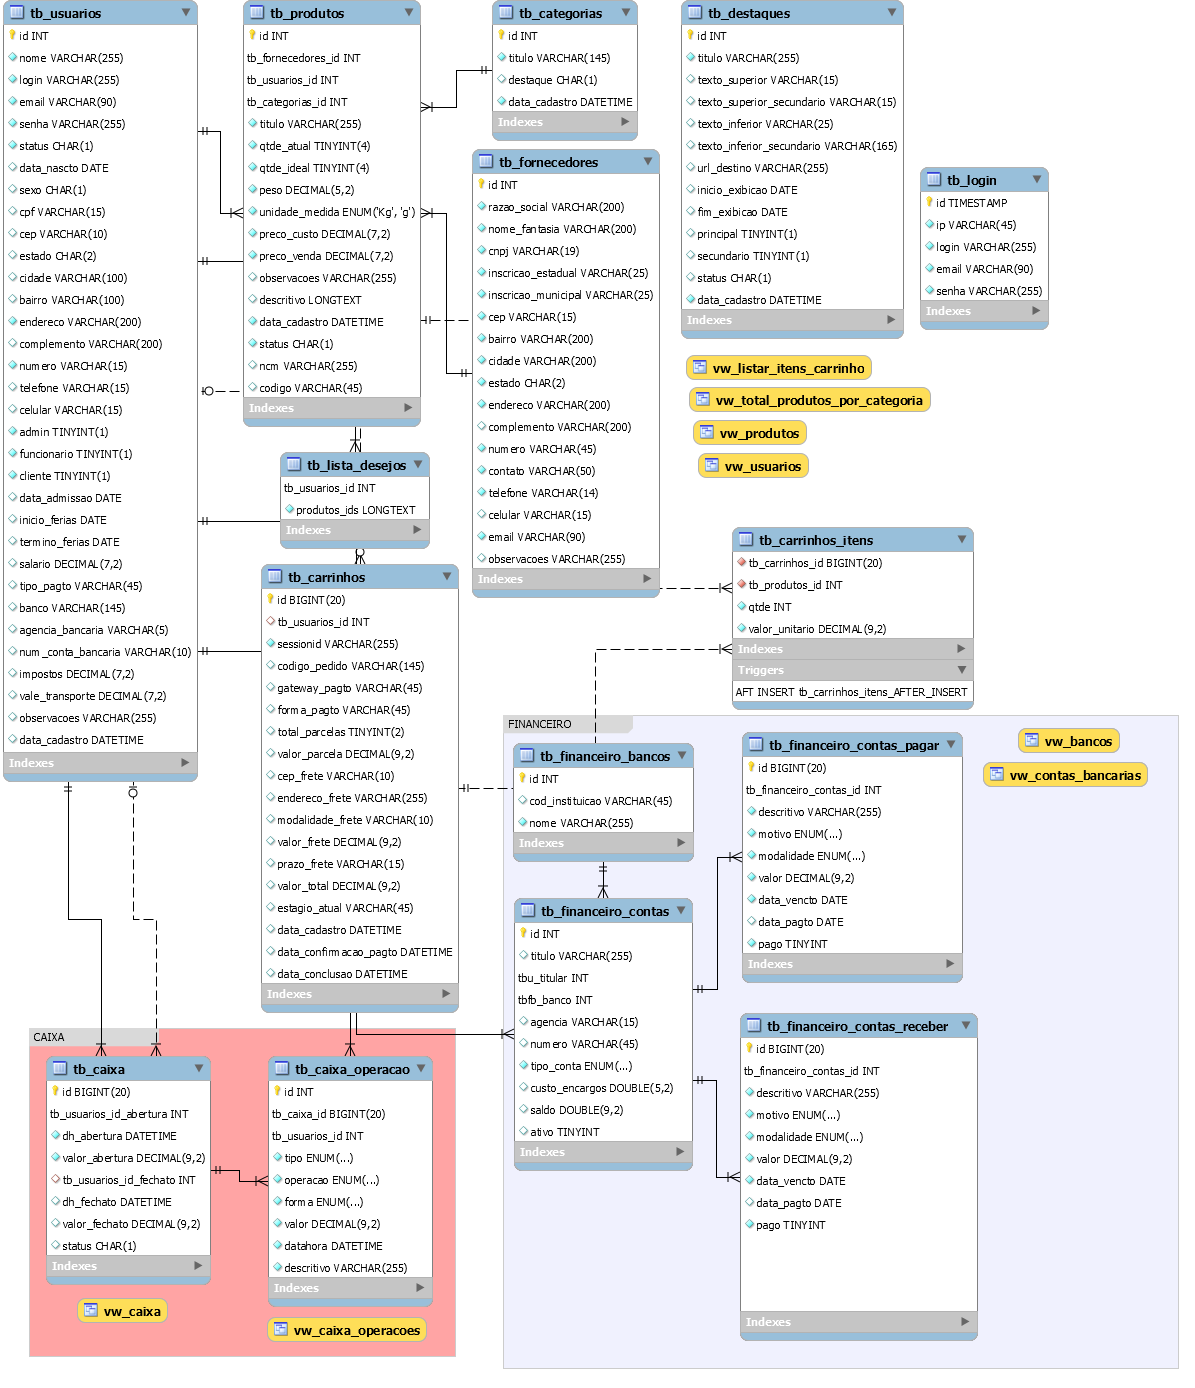 tb_usuarios
id INT
nome VARCHAR(255)
login VARCHAR(255)
email VARCHAR(90)
senha VARCHAR(255)
status CHAR(1)
data_nascto DATE
sexo CHAR(1)
cpf VARCHAR(15)
cep VARCHAR(10)
estado CHAR(2)
cidade VARCHAR(100)
bairro VARCHAR(100)
endereco VARCHAR(200)
complemento VARCHAR(200)
numero VARCHAR(15)
telefone VARCHAR(15)
celular VARCHAR(15)
admin TINYINT(1)
funcionario TINYINT(1)
cliente TINYINT(1)
data_admissao DATE
inicio_ferias DATE
termino_ferias DATE
salario DECIMAL(7,2)
tipo_pagto VARCHAR(45)
banco VARCHAR(145)
agencia_bancaria VARCHAR(5)
num_conta_bancaria VARCHAR(10)
impostos DECIMAL(7,2)
vale_transporte DECIMAL(7,2)
observacoes VARCHAR(255)
data_cadastro DATETIME
Indexes
tb_produtos
id INT
tb_fornecedores_id INT
tb_usuarios_id INT
tb_categorias_id INT
titulo VARCHAR(255)
qtde_atual TINYINT(4)
qtde_ideal TINYINT(4)
peso DECIMAL(5,2)
unidade_medida ENUM('Kg', 'g')
preco_custo DECIMAL(7,2)
preco_venda DECIMAL(7,2)
observacoes VARCHAR(255)
descritivo LONGTEXT
data_cadastro DATETIME
status CHAR(1)
ncm VARCHAR(255)
codigo VARCHAR(45)
Indexes
tb_categorias
id INT
titulo VARCHAR(145)
destaque CHAR(1)
data_cadastro DATETIME
Indexes
tb_fornecedores
id INT
razao_social VARCHAR(200)
nome_fantasia VARCHAR(200)
cnpj VARCHAR(19)
inscricao_estadual VARCHAR(25)
inscricao_municipal VARCHAR(25)
cep VARCHAR(15)
bairro VARCHAR(200)
cidade VARCHAR(200)
estado CHAR(2)
endereco VARCHAR(200)
complemento VARCHAR(200)
numero VARCHAR(45)
contato VARCHAR(50)
telefone VARCHAR(14)
celular VARCHAR(15)
email VARCHAR(90)
observacoes VARCHAR(255)
Indexes
tb_destaques
id INT
titulo VARCHAR(255)
texto_superior VARCHAR(15)
texto_superior_secundario VARCHAR(15)
texto_inferior VARCHAR(25)
texto_inferior_secundario VARCHAR(165)
url_destino VARCHAR(255)
inicio_exibicao DATE
fim_exibicao DATE
principal TINYINT(1)
secundario TINYINT(1)
status CHAR(1)
data_cadastro DATETIME
Indexes
tb_login
id TIMESTAMP
ip VARCHAR(45)
login VARCHAR(255)
email VARCHAR(90)
senha VARCHAR(255)
Indexes
vw_listar_itens_carrinho
vw_total_produtos_por_categoria
vw_produtos
vw_usuarios
tb_lista_desejos
tb_usuarios_id INT
produtos_ids LONGTEXT
Indexes
tb_carrinhos
id BIGINT(20)
tb_usuarios_id INT
sessionid VARCHAR(255)
codigo_pedido VARCHAR(145)
gateway_pagto VARCHAR(45)
forma_pagto VARCHAR(45)
total_parcelas TINYINT(2)
valor_parcela DECIMAL(9,2)
cep_frete VARCHAR(10)
endereco_frete VARCHAR(255)
modalidade_frete VARCHAR(10)
valor_frete DECIMAL(9,2)
prazo_frete VARCHAR(15)
valor_total DECIMAL(9,2)
estagio_atual VARCHAR(45)
data_cadastro DATETIME
data_confirmacao_pagto DATETIME
data_conclusao DATETIME
Indexes
tb_carrinhos_itens
tb_carrinhos_id BIGINT(20)
tb_produtos_id INT
qtde INT
valor_unitario DECIMAL(9,2)
Indexes
Triggers
AFT INSERT tb_carrinhos_itens_AFTER_INSERT
FINANCEIRO
tb_financeiro_bancos
id INT
cod_instituicao VARCHAR(45)
nome VARCHAR(255)
Indexes
tb_financeiro_contas
id INT
titulo VARCHAR(255)
tbu_titular INT
tbfb_banco INT
agencia VARCHAR(15)
numero VARCHAR(45)
tipo_conta ENUM(...)
custo_encargos DOUBLE(5,2)
saldo DOUBLE(9,2)
ativo TINYINT
Indexes
tb_financeiro_contas_pagar
id BIGINT(20)
tb_financeiro_contas_id INT
descritivo VARCHAR(255)
motivo ENUM(...)
modalidade ENUM(...)
valor DECIMAL(9,2)
data_vencto DATE
data_pagto DATE
pago TINYINT
Indexes
vw_bancos
vw_contas_bancarias
tb_financeiro_contas_receber
id BIGINT(20)
tb_financeiro_contas_id INT
descritivo VARCHAR(255)
motivo ENUM(...)
modalidade ENUM(...)
valor DECIMAL(9,2)
data_vencto DATE
data_pagto DATE
pago TINYINT
Indexes
CAIXA
tb_caixa
id BIGINT(20)
tb_usuarios_id_abertura INT
dh_abertura DATETIME
valor_abertura DECIMAL(9,2)
tb_usuarios_id_fechato INT
dh_fechato DATETIME
valor_fechato DECIMAL(9,2)
status CHAR(1)
Indexes
vw_caixa
tb_caixa_operacao
id INT
tb_caixa_id BIGINT(20)
tb_usuarios_id INT
tipo ENUM(...)
operacao ENUM(...)
forma ENUM(...)
valor DECIMAL(9,2)
datahora DATETIME
descritivo VARCHAR(255)
Indexes
vw_caixa_operacoes